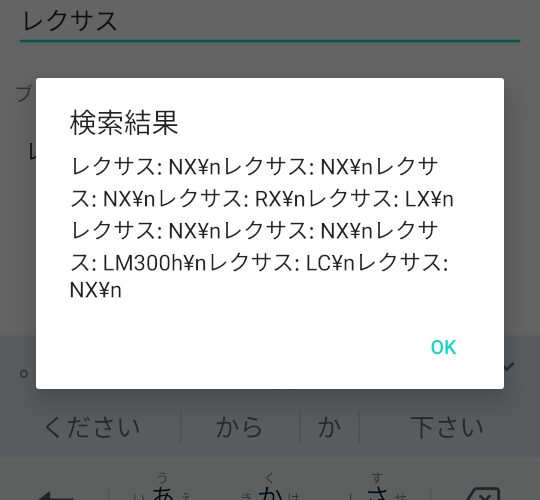 レクサス
ブ
検索結果
レクサス: NX¥nレクサス: NX¥nレクサ
ス: NX¥nレクサス: RX¥nレクサス: LX¥n
レクサス: NX¥nレクサス: NX¥nレクサ
ス: LM300h¥nレクサス: LC¥nレクサス:
NX¥n
OK
。
ください から か 下さい
う く す
い あ え き か け し さ せ